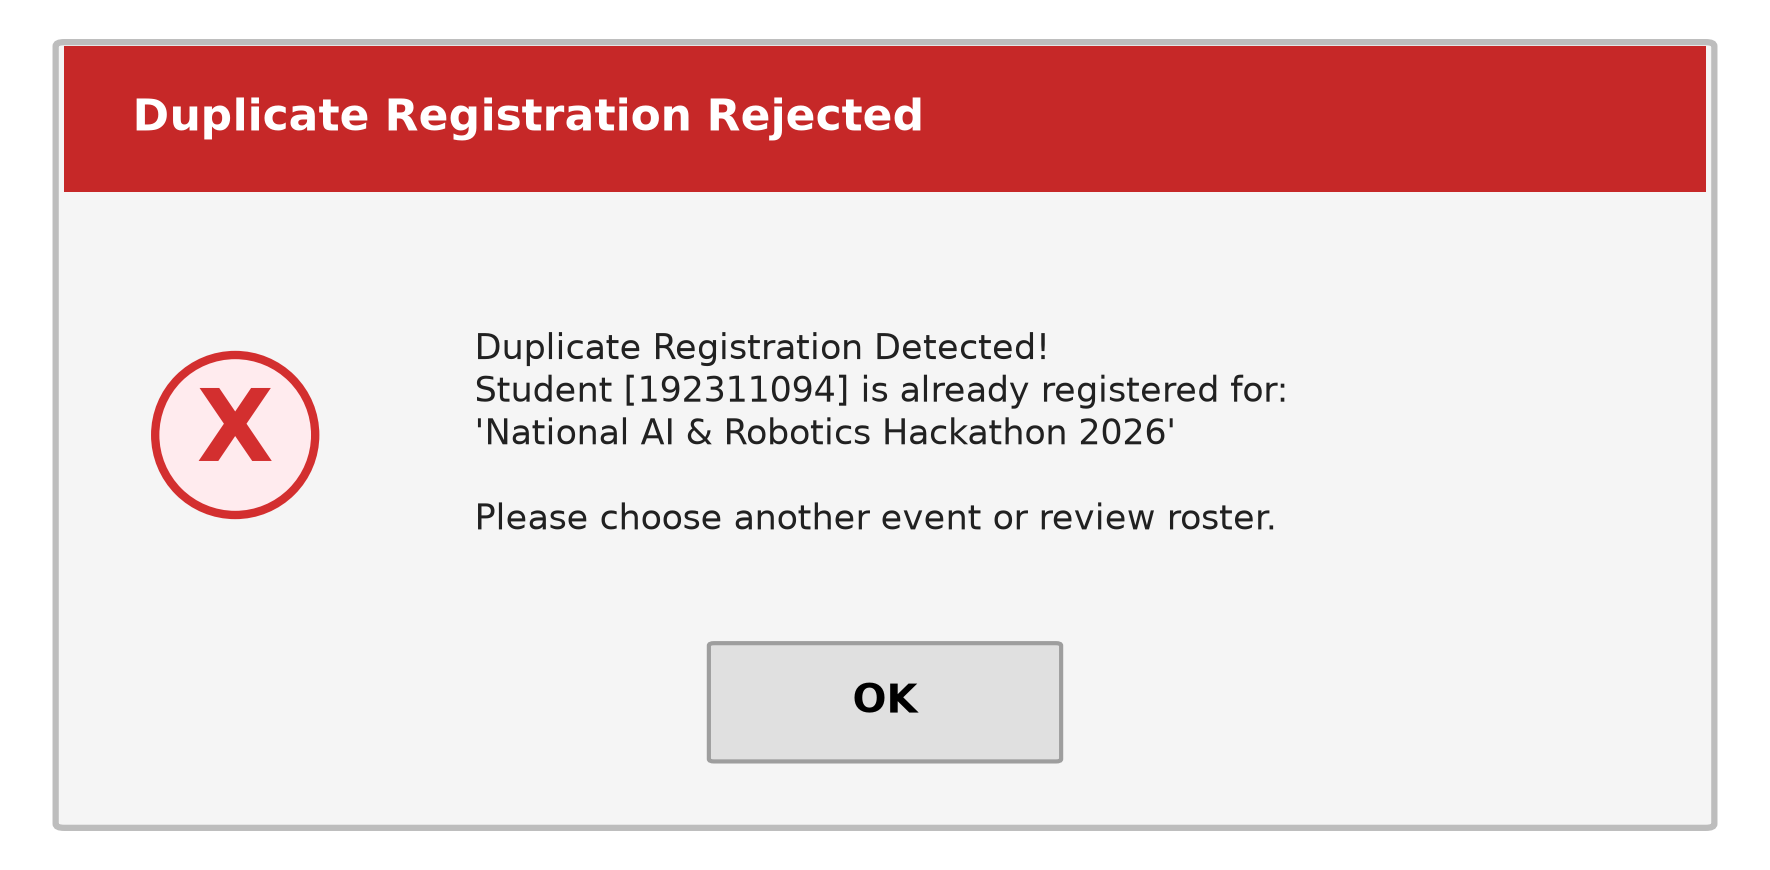 Duplicate Registration Rejected
X
Duplicate Registration Detected!
Student [192311094] is already registered for:
'National AI & Robotics Hackathon 2026'
Please choose another event or review roster.
OK